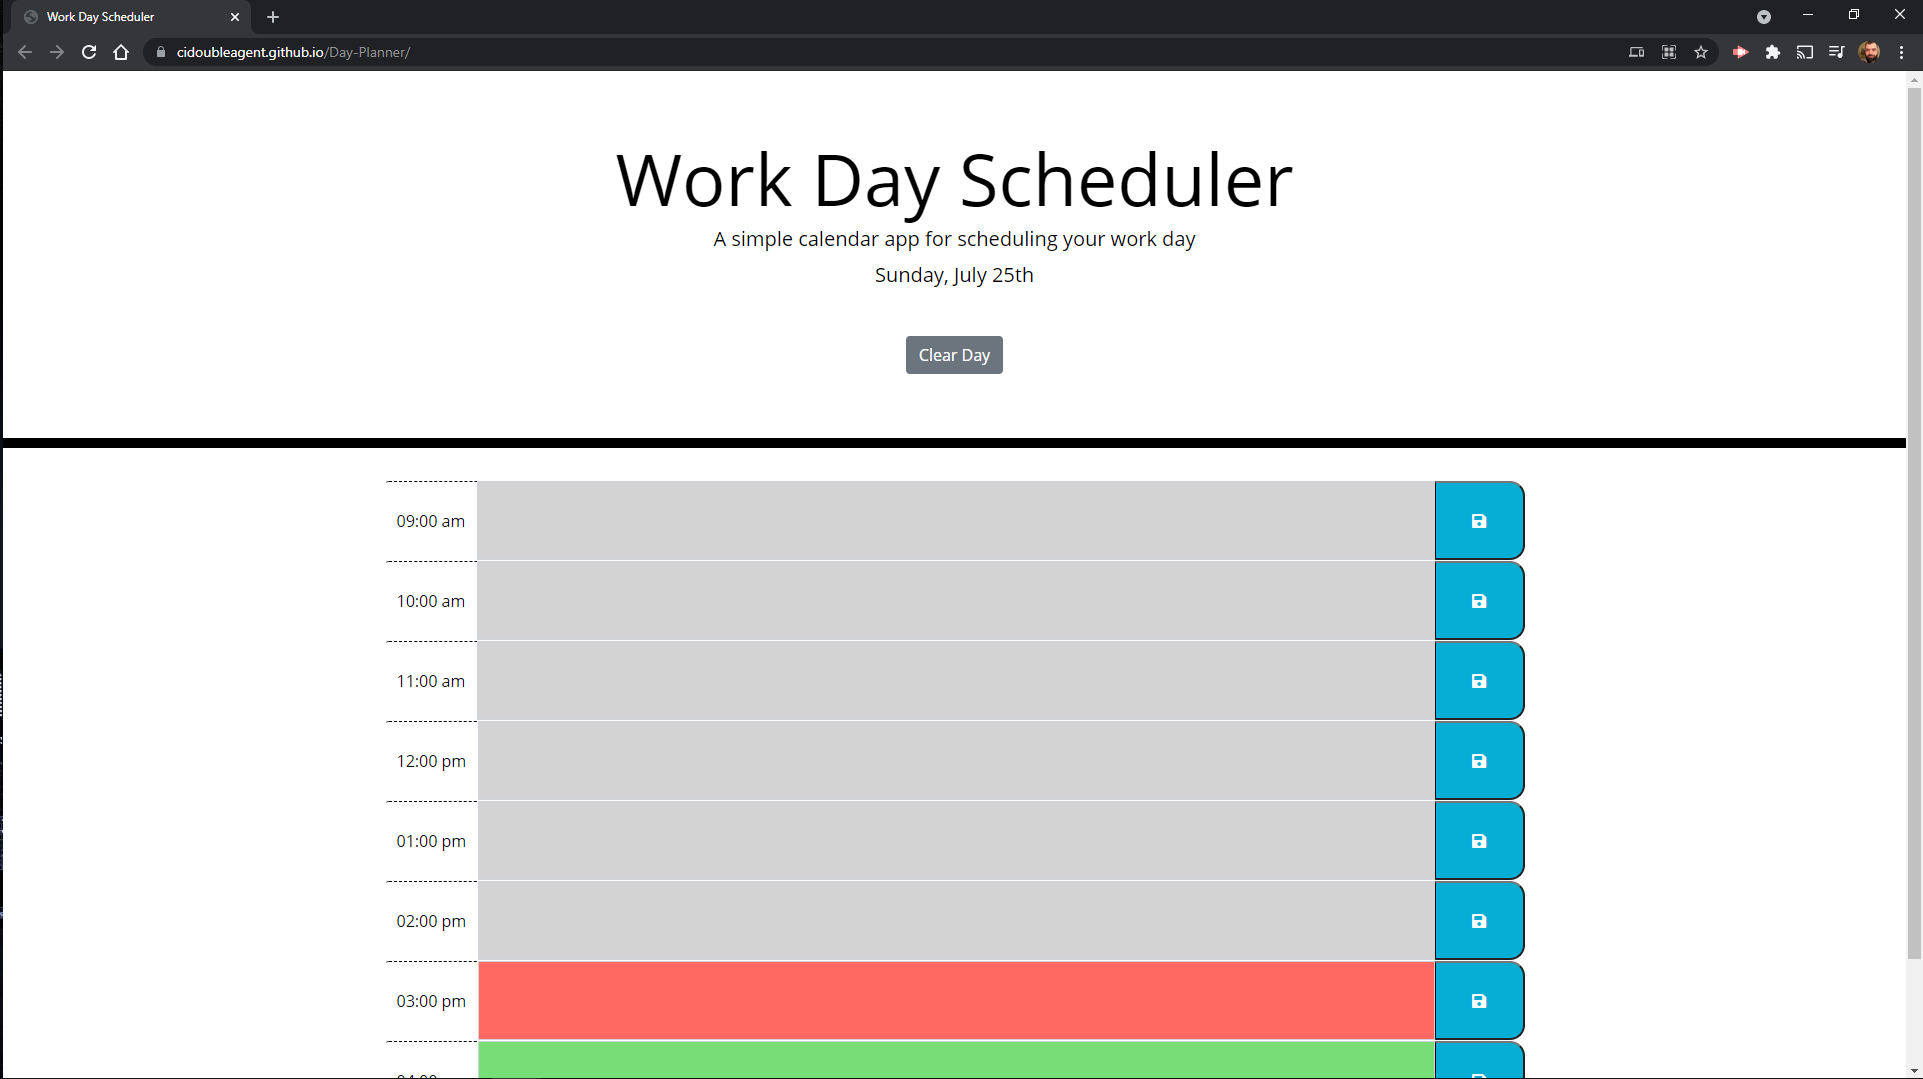 Work Day Scheduler
cidoubleagent.github.io/Day-Planner/
Work Day Scheduler
A simple calendar app for scheduling your work day
Sunday, July 25th
Clear Day
09:00 am
10:00 am
11:00 am
12:00 pm
01:00 pm
02:00 pm
03:00 pm